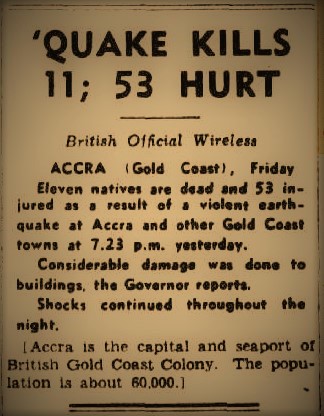 'QUAKE KILLS
11; 53 HURT
British Official Wireless
ACCRA (Gold Coast), Friday
Eleven natives are dead and 53 in-
jured as a result of a violent earth-
quake at Accra and other Gold Coast
towns at 7.23 p.m. yesterday.
Considerable damage was done to
buildings, the Governor reports.
Shocks continued throughout the
night.
[Accra is the capital and seaport of
British Gold Coast Colony. The popu-
lation is about 60,000.]